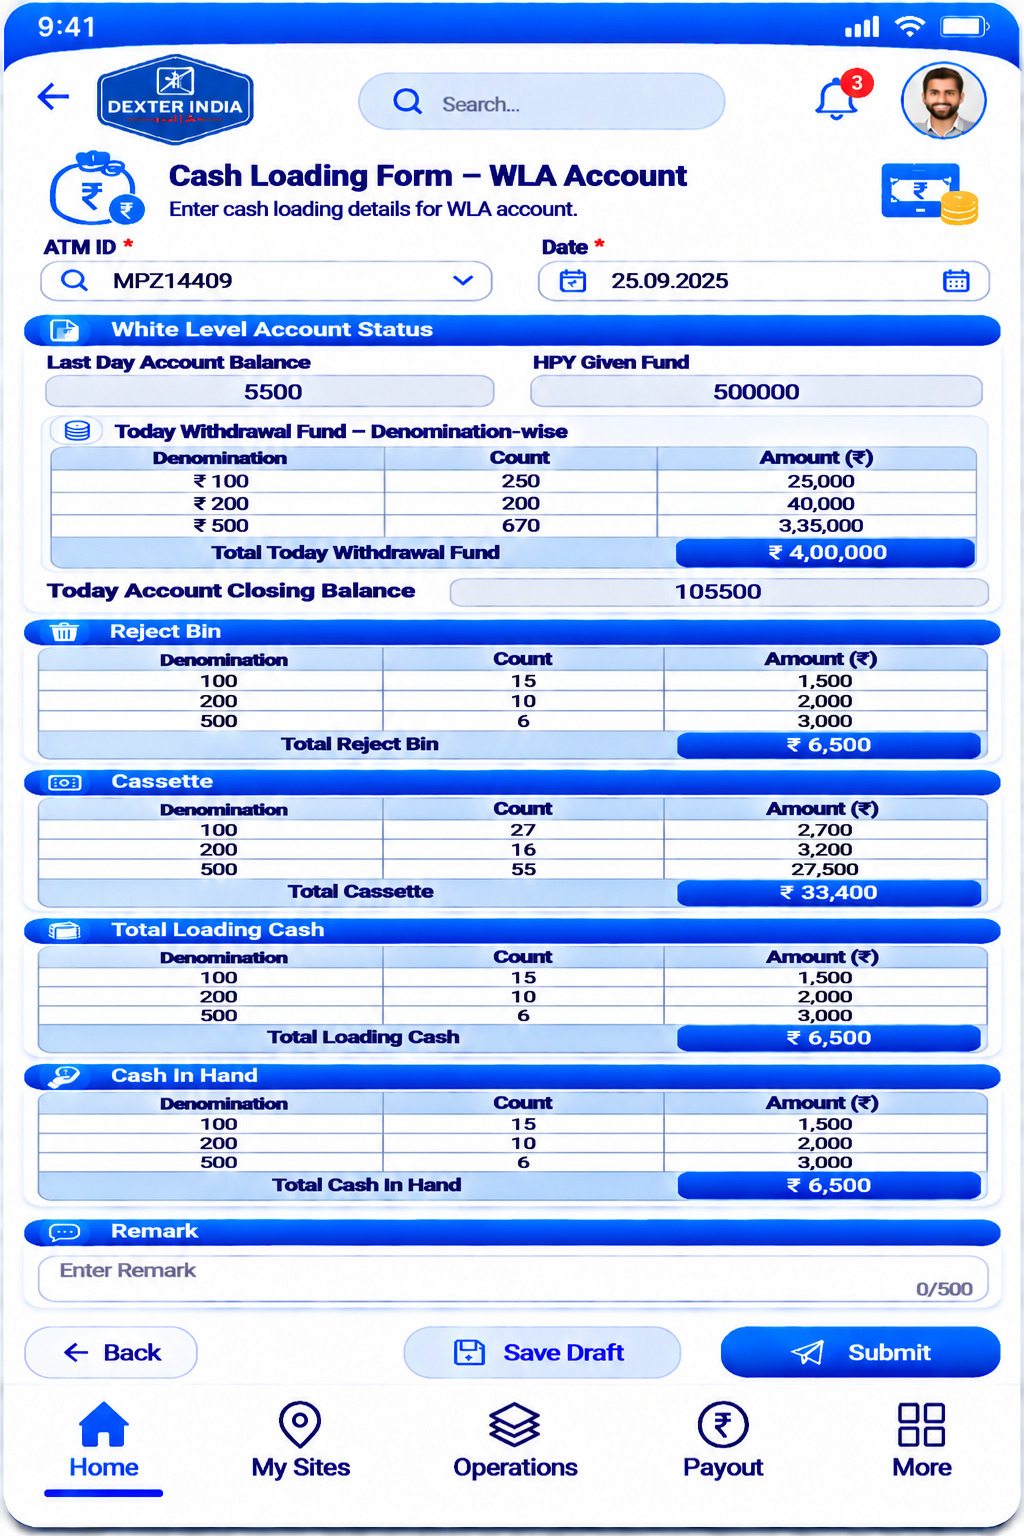 9:41
DEXTER INDIA
Search...
3
Cash Loading Form – WLA Account
Enter cash loading details for WLA account.
ATM ID * Date *
MPZ14409 25.09.2025
White Level Account Status
Last Day Account Balance HPY Given Fund
5500 500000
Today Withdrawal Fund – Denomination-wise
Denomination Count Amount (₹)
₹ 100 250 25,000
₹ 200 200 40,000
₹ 500 670 3,35,000
Total Today Withdrawal Fund ₹ 4,00,000
Today Account Closing Balance 105500
Reject Bin
Denomination Count Amount (₹)
100 15 1,500
200 10 2,000
500 6 3,000
Total Reject Bin ₹ 6,500
Cassette
Denomination Count Amount (₹)
100 27 2,700
200 16 3,200
500 55 27,500
Total Cassette ₹ 33,400
Total Loading Cash
Denomination Count Amount (₹)
100 15 1,500
200 10 2,000
500 6 3,000
Total Loading Cash ₹ 6,500
Cash In Hand
Denomination Count Amount (₹)
100 15 1,500
200 10 2,000
500 6 3,000
Total Cash In Hand ₹ 6,500
Remark
Enter Remark
0/500
Back Save Draft Submit
Home My Sites Operations Payout More